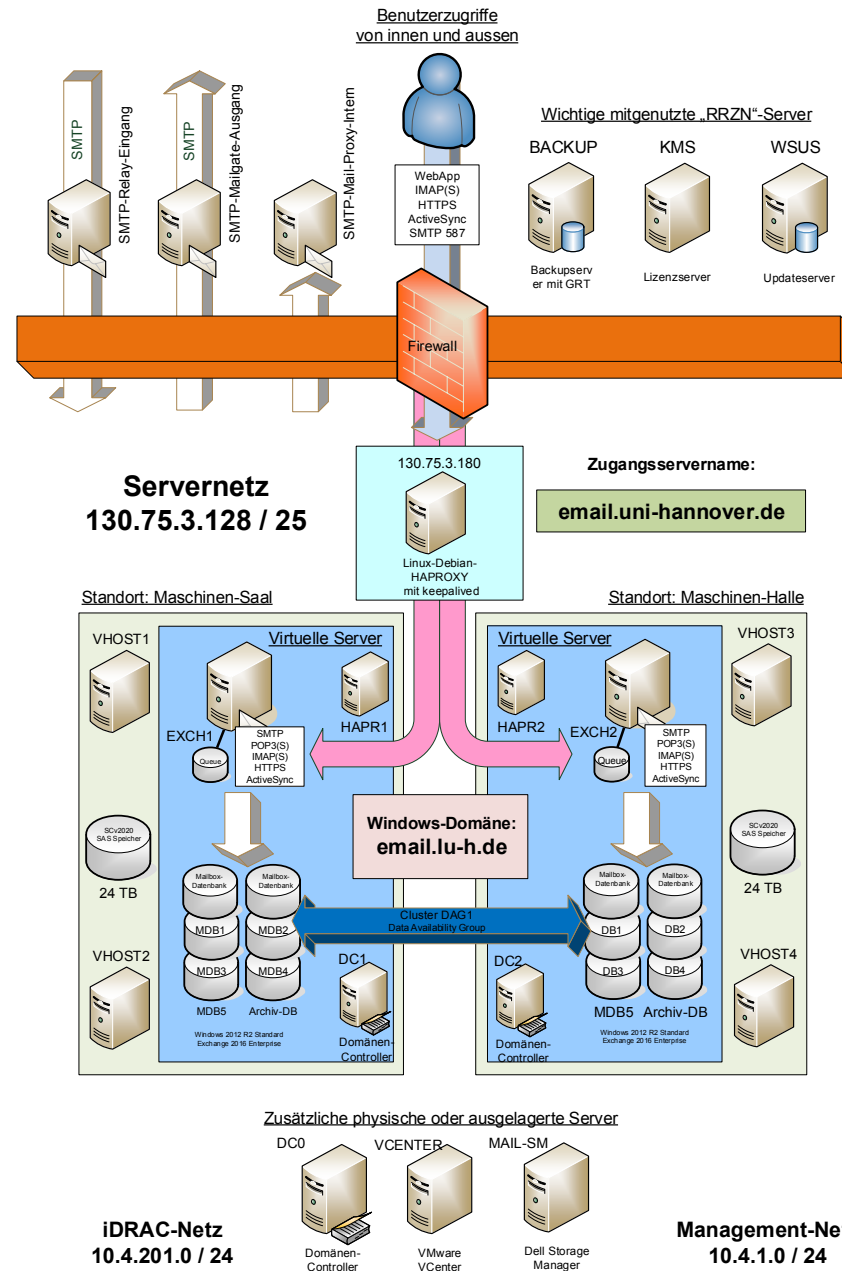 Benutzerzugriffe
von innen und aussen
SMTP
SMTP-Relay-Eingang
SMTP
SMTP-Mailgate-Ausgang
SMTP-Mail-Proxy-Intern
WebApp
IMAP(S)
HTTPS
ActiveSync
SMTP 587
Wichtige mitgenutzte „RRZN“-Server
BACKUP
KMS
WSUS
Backupserv
er mit GRT
Lizenzserver
Updateserver
Firewall
Servernetz
130.75.3.128 / 25
130.75.3.180
Linux-Debian-
HAPROXY
mit keepalived
Zugangsservername:
email.uni-hannover.de
Standort: Maschinen-Saal
VHOST1
Virtuelle Server
HAPR1
EXCH1
Queue
SMTP
POP3(S)
IMAP(S)
HTTPS
ActiveSync
SCv2020
SAS Speicher
24 TB
VHOST2
Mailbox-
Datenbank
Mailbox-
Datenbank
MDB1
MDB2
MDB3
MDB4
MDB5
Archiv-DB
Windows 2012 R2 Standard
Exchange 2016 Enterprise
DC1
Domänen-
Controller
Windows-Domäne:
email.lu-h.de
Cluster DAG1
Data Availability Group
Standort: Maschinen-Halle
Virtuelle Server
VHOST3
HAPR2
EXCH2
Queue
SMTP
POP3(S)
IMAP(S)
HTTPS
ActiveSync
SCv2020
SAS Speicher
24 TB
VHOST4
Mailbox-
Datenbank
Mailbox-
Datenbank
DB1
DB2
DB3
DB4
MDB5
Archiv-DB
Windows 2012 R2 Standard
Exchange 2016 Enterprise
DC2
Domänen-
Controller
Zusätzliche physische oder ausgelagerte Server
DC0
VCENTER
MAIL-SM
Domänen-
Controller
VMware
VCenter
Dell Storage
Manager
iDRAC-Netz
10.4.201.0 / 24
Management-Ne
10.4.1.0 / 24